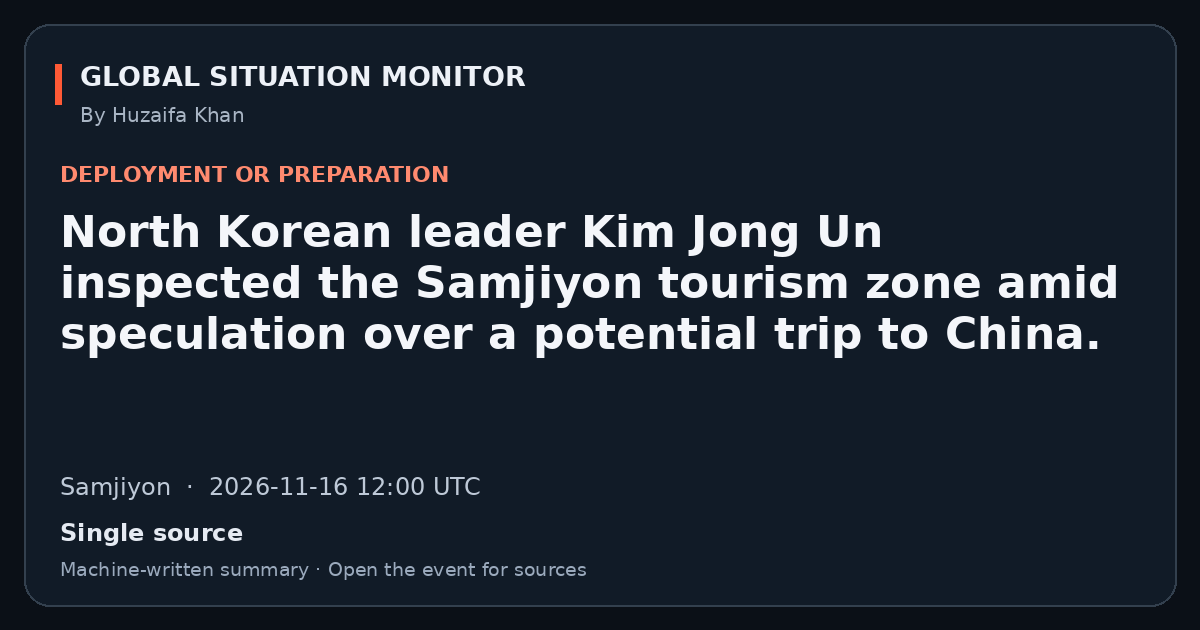 GLOBAL SITUATION MONITOR
By Huzaifa Khan
DEPLOYMENT OR PREPARATION
North Korean leader Kim Jong Un
inspected the Samjiyon tourism zone amid
speculation over a potential trip to China.
Samjiyon · 2026-11-16 12:00 UTC
Single source
Machine-written summary · Open the event for sources